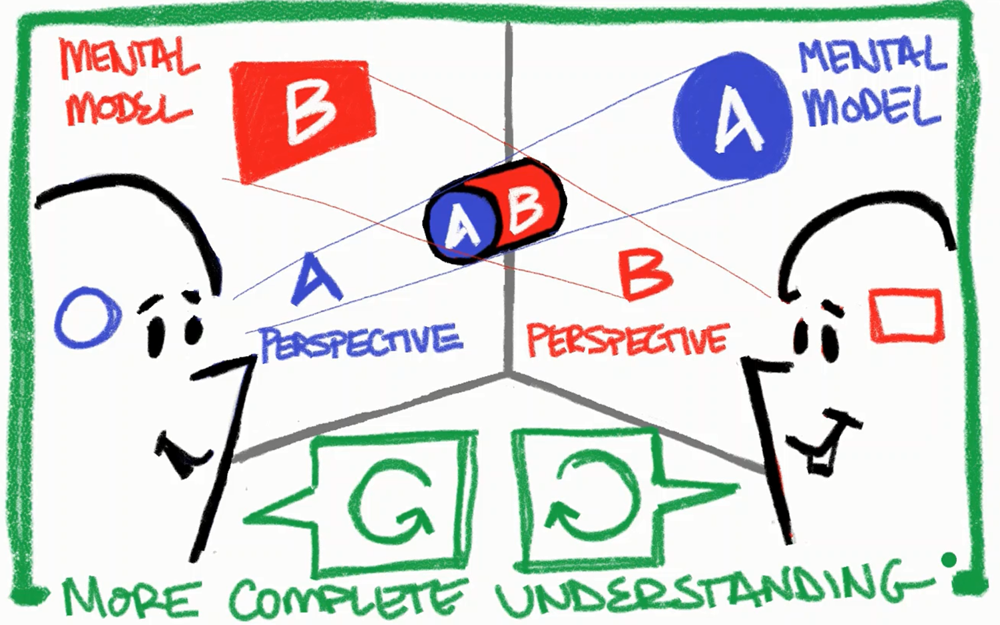 MENTAL
MODEL
B
A
MENTAL
MODEL
A
B
A
PERSPECTIVE
B
PERSPECTIVE
MORE COMPLETE UNDERSTANDING